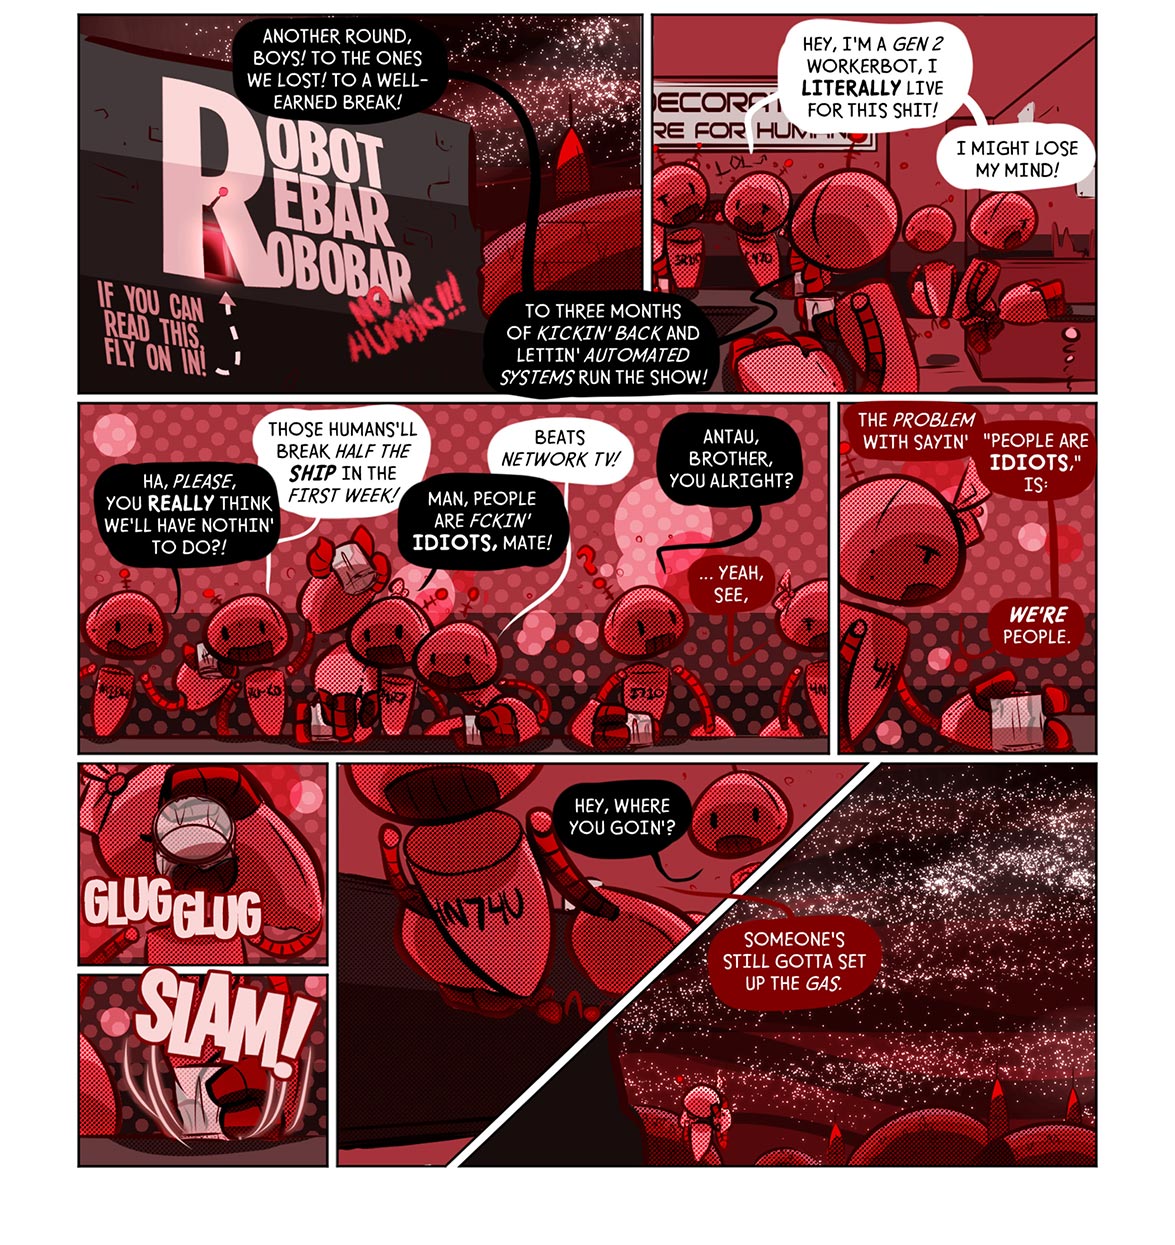 ANOTHER ROUND,
BOYS! TO THE ONES
WE LOST! TO A WELL-
EARNED BREAK!
ROBOT
REBAR
ROBOBAR
NO
HUMANS!!!
IF YOU CAN
READ THIS,
FLY ON IN!
TO THREE MONTHS
OF KICKIN' BACK AND
LETTIN' AUTOMATED
SYSTEMS RUN THE SHOW!
HEY, I'M A GEN 2
WORKERBOT, I
LITERALLY LIVE
FOR THIS SHIT!
I MIGHT LOSE
MY MIND!
DECORAT
RE FOR HUMANS
LOL
HA, PLEASE,
YOU REALLY THINK
WE'LL HAVE NOTHIN'
TO DO?!
THOSE HUMANS'LL
BREAK HALF THE
SHIP IN THE
FIRST WEEK!
MAN, PEOPLE
ARE FCKIN'
IDIOTS, MATE!
BEATS
NETWORK TV!
ANTAU,
BROTHER,
YOU ALRIGHT?
... YEAH,
SEE,
?
THE PROBLEM
WITH SAYIN'
"PEOPLE ARE
IDIOTS,"
IS:
WE'RE
PEOPLE.
GLUG GLUG
SLAM!
HEY, WHERE
YOU GOIN'?
N74U
SOMEONE'S
STILL GOTTA SET
UP THE GAS.